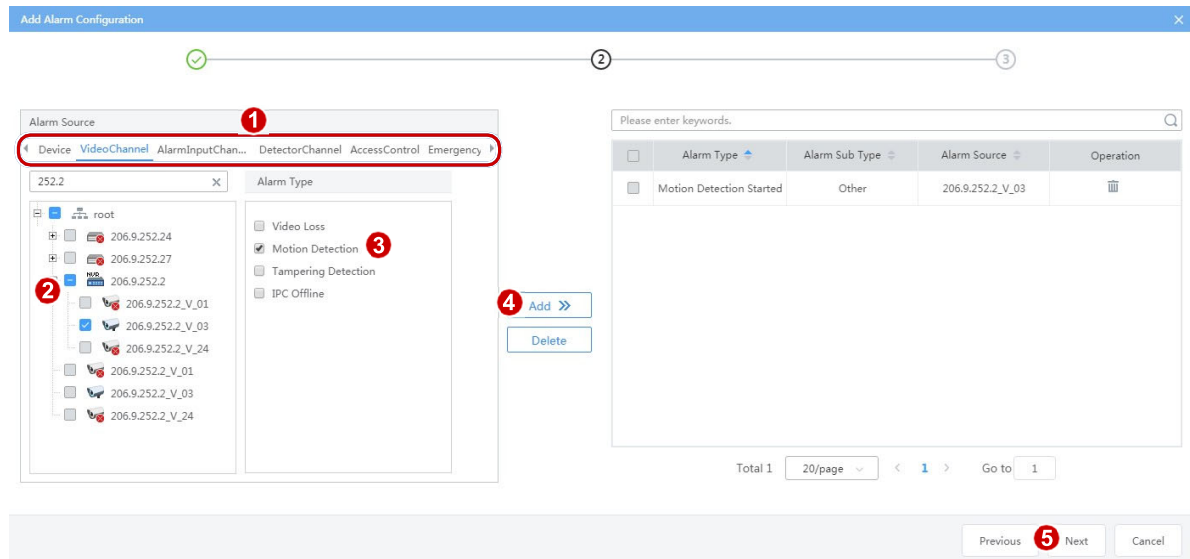 Add Alarm Configuration
2
3
Alarm Source
1
Device VideoChannel AlarmInputChan... DetectorChannel AccessControl Emergency
252.2
Alarm Type
root
206.9.252.24
206.9.252.27
2
NVR
206.9.252.2
206.9.252.2_V_01
206.9.252.2_V_03
206.9.252.2_V_24
206.9.252.2_V_01
206.9.252.2_V_03
206.9.252.2_V_24
Video Loss
Motion Detection 3
Tampering Detection
IPC Offline
4 Add
Delete
Please enter keywords.
Alarm Type Alarm Sub Type Alarm Source Operation
Motion Detection Started Other 206.9.252.2_V_03
Total 1 20/page < 1 > Go to 1
Previous 5 Next Cancel